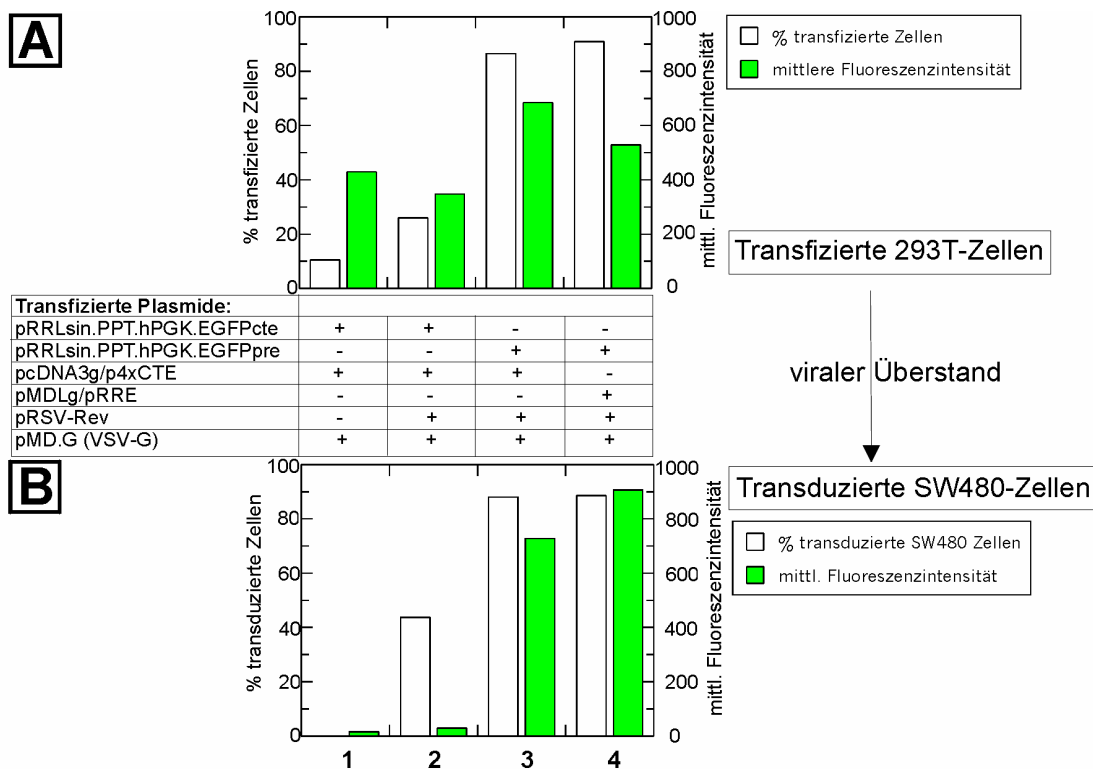 A
100
80
60
40
20
0
% transfizierte Zellen
1000
800
600
400
200
0
mittl. Fluoreszenzintensität
% transfizierte Zellen
mittlere Fluoreszenzintensität
Transfizierte 293T-Zellen
Transfizierte Plasmide:
pRRLsin.PPT.hPGK.EGFPcte + + - -
pRRLsin.PPT.hPGK.EGFPpre - - + +
pcDNA3g/p4xCTE + + + -
pMDLg/pRRE - - - +
pRSV-Rev - + + +
pMD.G (VSV-G) + + + +
viraler Überstand
B
100
80
60
40
20
0
% transduzierte Zellen
1000
800
600
400
200
0
mittl. Fluoreszenzintensität
Transduzierte SW480-Zellen
% transduzierte SW480 Zellen
mittl. Fluoreszenzintensität
1 2 3 4